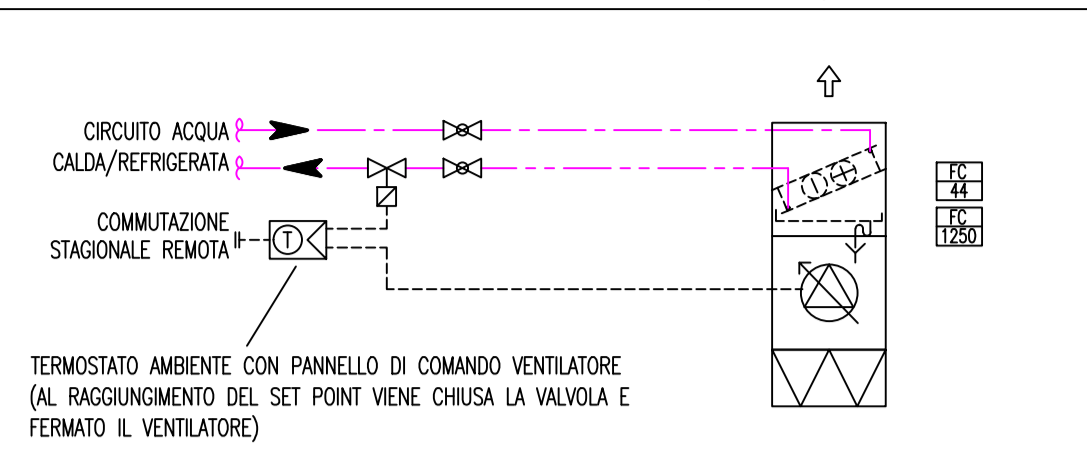 CIRCUITO ACQUA
CALDA/REFRIGERATA
COMMUTAZIONE
STAGIONALE REMOTA
T
FC
44
FC
1250
TERMOSTATO AMBIENTE CON PANNELLO DI COMANDO VENTILATORE
(AL RAGGIUNGIMENTO DEL SET POINT VIENE CHIUSA LA VALVOLA E
FERMATO IL VENTILATORE)